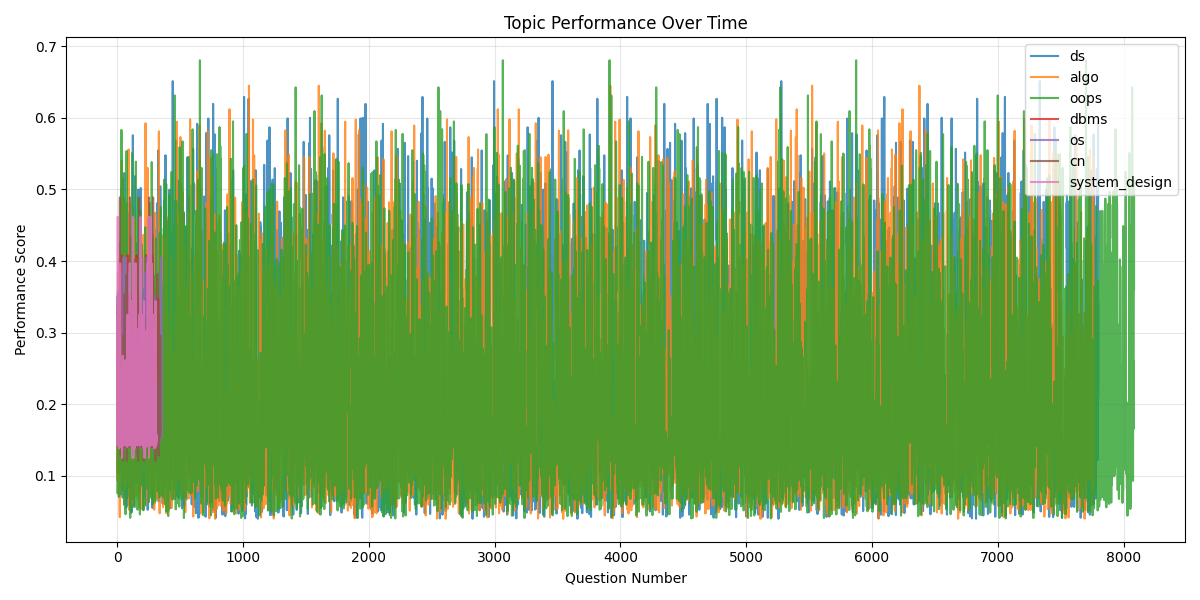 Topic Performance Over Time
0.7
0.6
0.5
0.4
0.3
0.2
0.1
Performance Score
ds
algo
oops
dbms
os
cn
system_design
0 1000 2000 3000 4000 5000 6000 7000 8000
Question Number